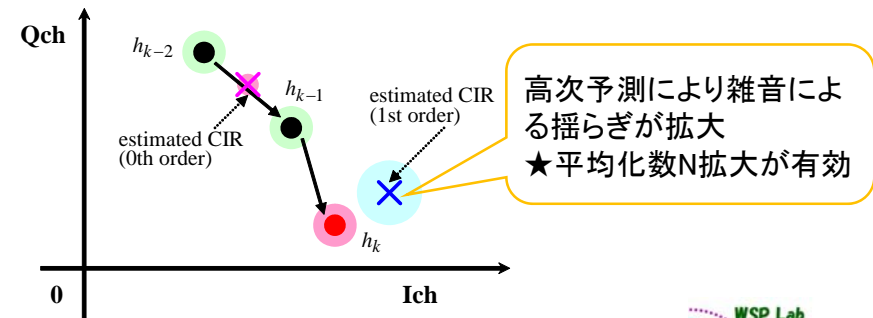 Qch
h_{k-2}
h_{k-1}
estimated CIR
(0th order)
estimated CIR
(1st order)
高次予測により雑音によ
る揺らぎが拡大
★平均化数N拡大が有効
h_k
0
Ich
WSP Lab